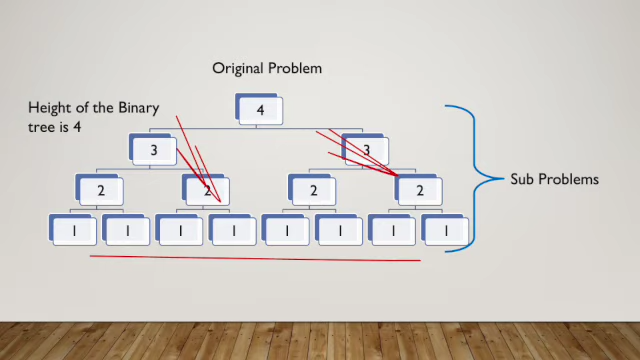 Original Problem
Height of the Binary
tree is 4
4
3 3
2 2 2 2
Sub Problems
1 1 1 1 1 1 1 1